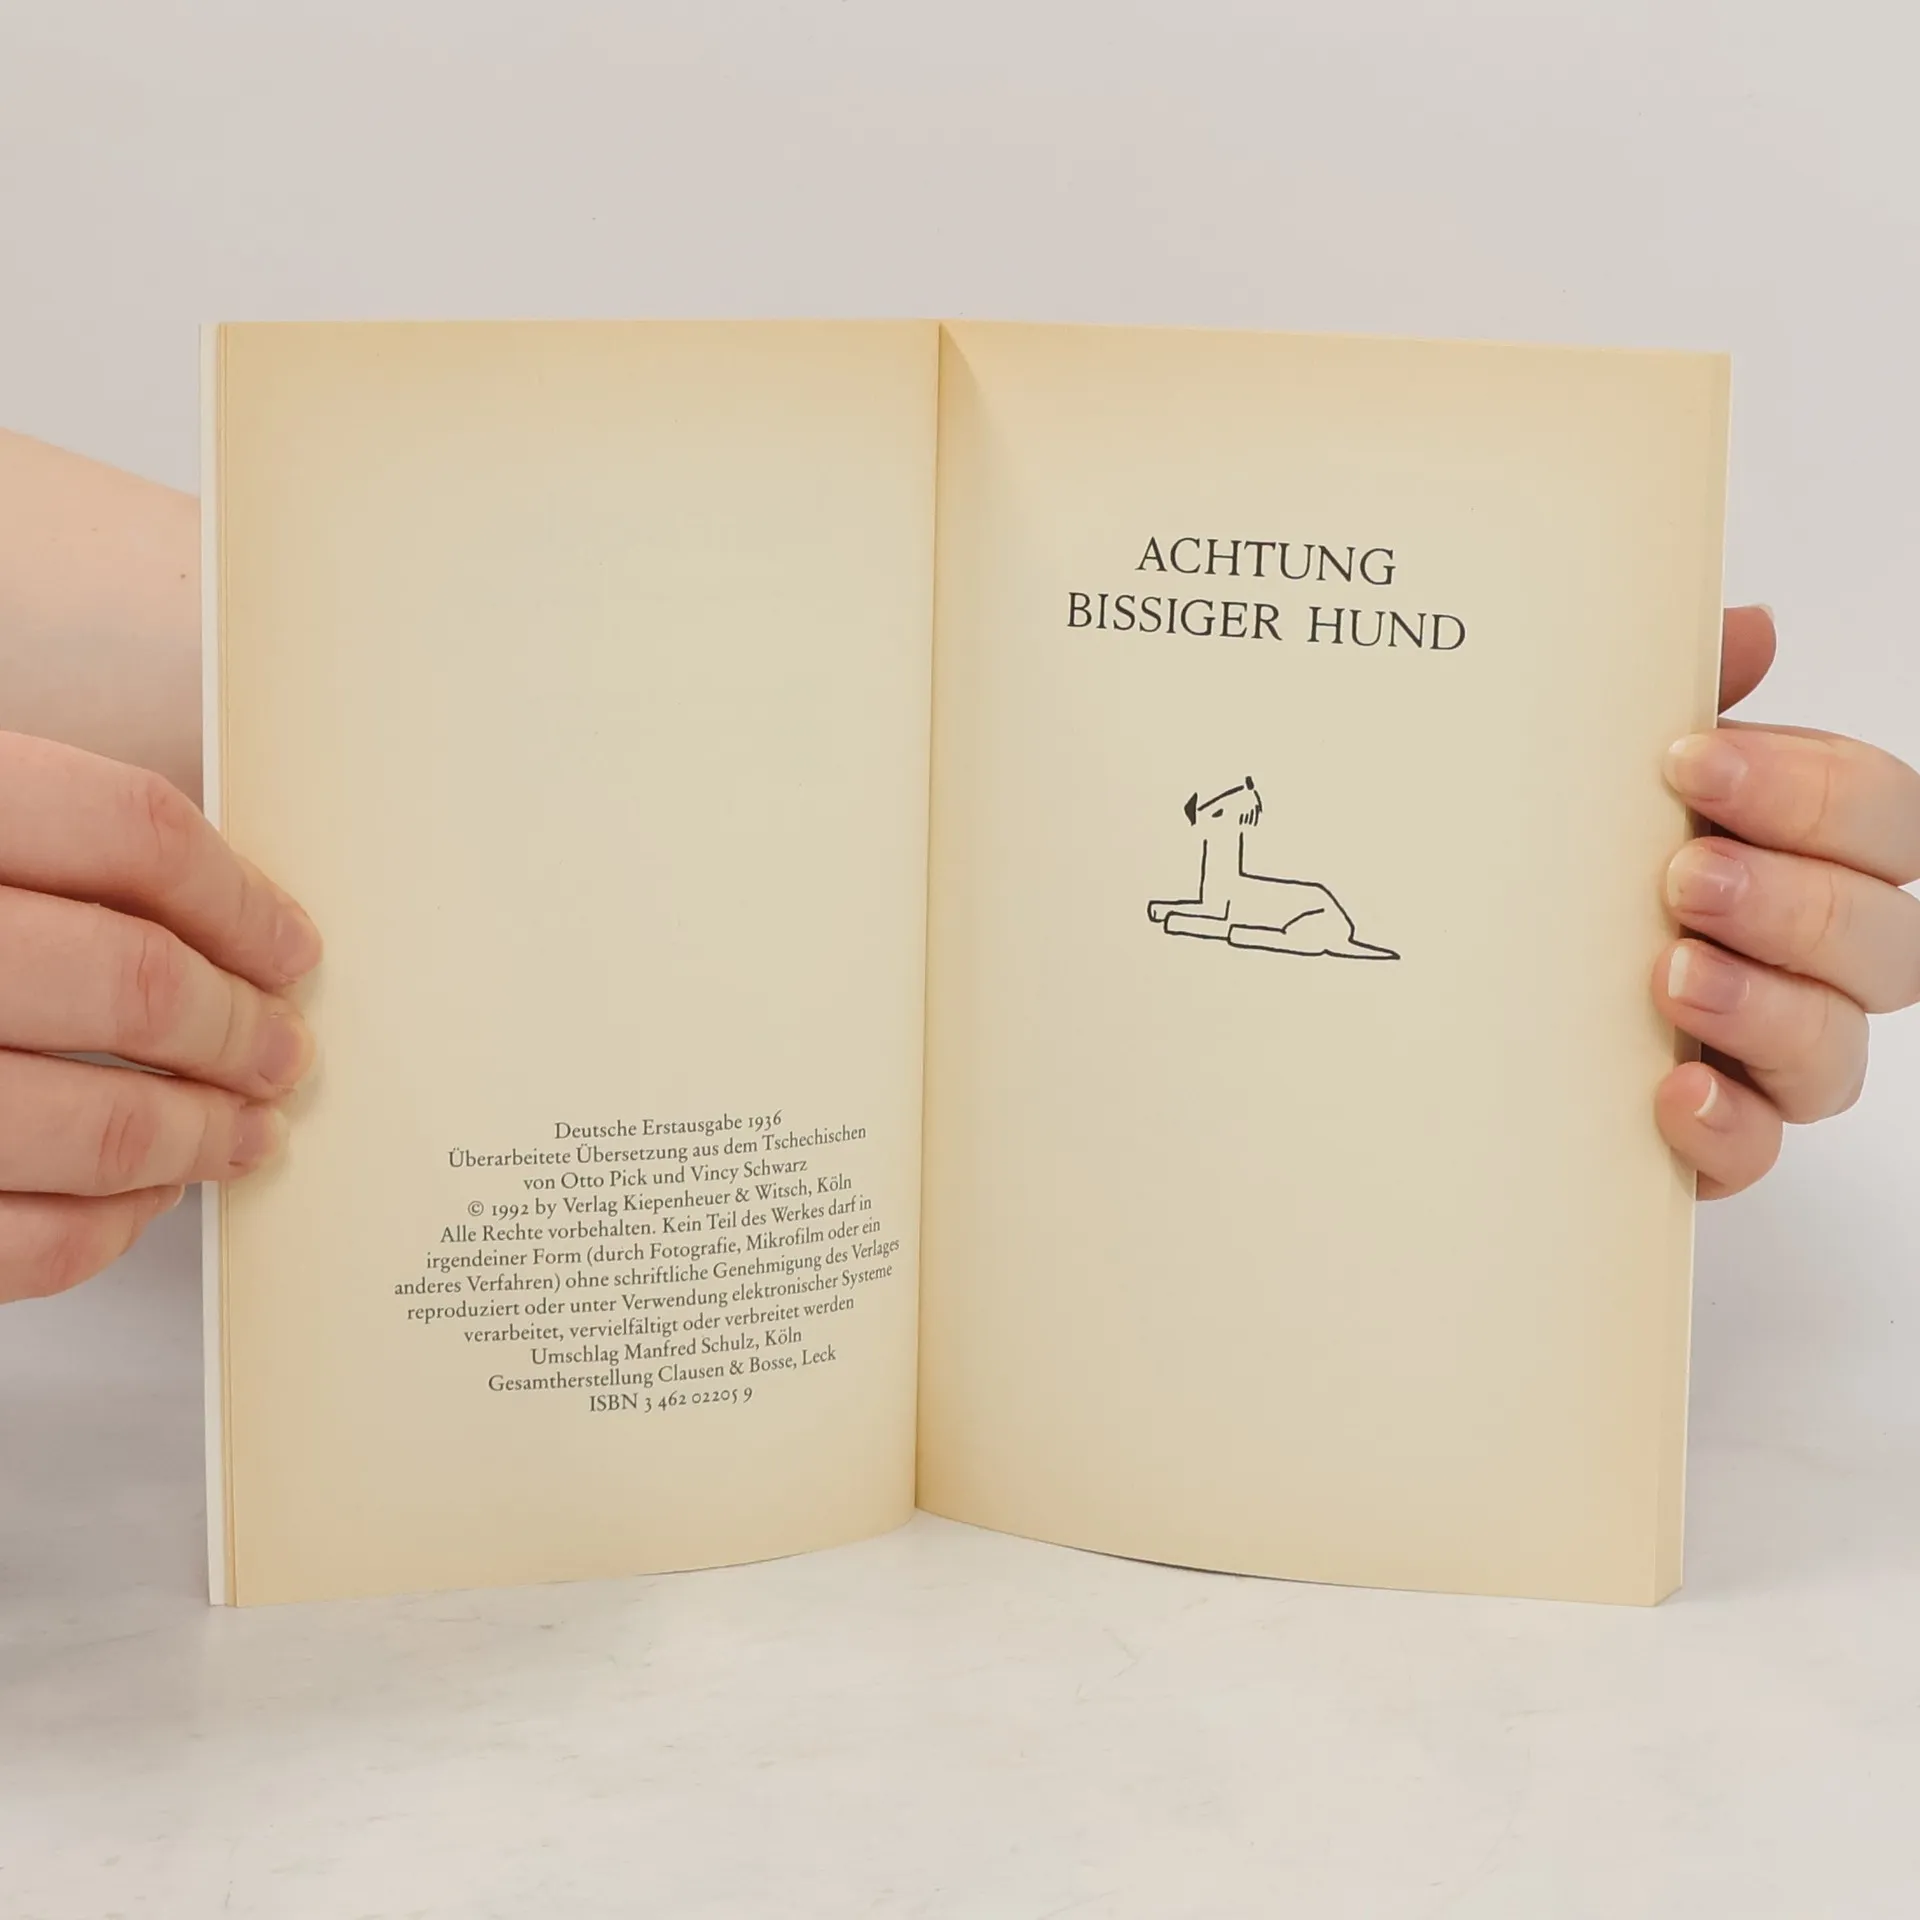 Deutsche Erstausgabe 1936
Überarbeitete Übersetzung aus dem Tschechischen
von Otto Pick und Vincy Schwarz
© 1992 by Verlag Kiepenheuer & Witsch, Köln
Alle Rechte vorbehalten. Kein Teil des Werkes darf in
irgendeiner Form (durch Fotografie, Mikrofilm oder ein
anderes Verfahren) ohne schriftliche Genehmigung des Verlages
reproduziert oder unter Verwendung elektronischer Systeme
verarbeitet, vervielfältigt oder verbreitet werden
Umschlag Manfred Schulz, Köln
Gesamtherstellung Clausen & Bosse, Leck
ISBN 3 462 02205 9
ACHTUNG
BISSIGER HUND